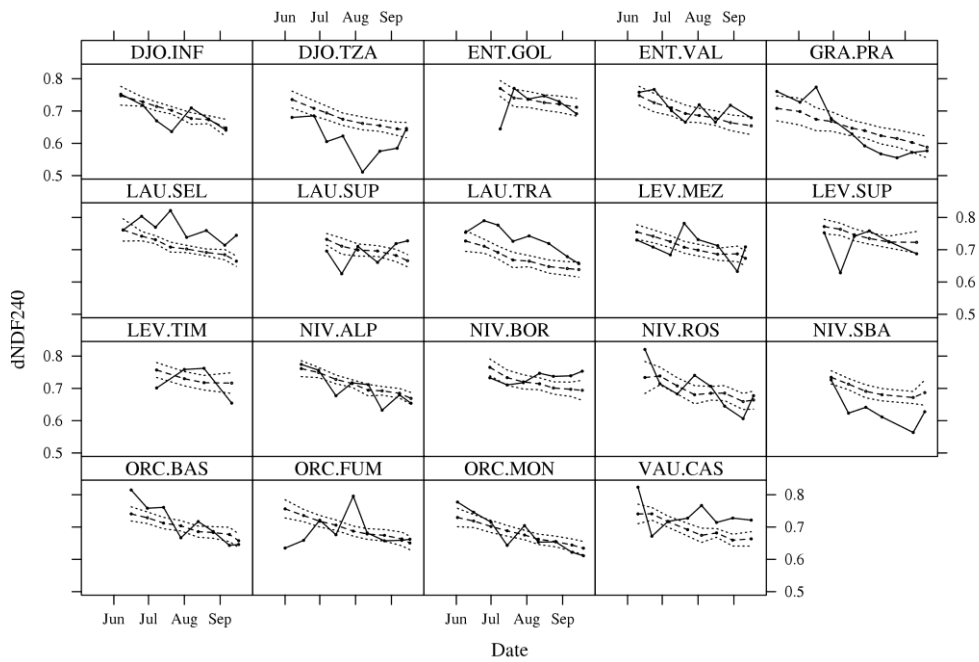 Jun Jul Aug Sep
DJO.INF DJO.TZA ENT.GOL ENT.VAL GRA.PRA
0.8
0.7
0.6
0.5
LAU.SEL LAU.SUP LAU.TRA LEV.MEZ LEV.SUP
0.8
0.7
0.6
0.5
dNDF240
LEV.TIM NIV.ALP NIV.BOR NIV.ROS NIV.SBA
0.8
0.7
0.6
0.5
ORC.BAS ORC.FUM ORC.MON VAU.CAS
0.8
0.7
0.6
0.5
Jun Jul Aug Sep Jun Jul Aug Sep
Date